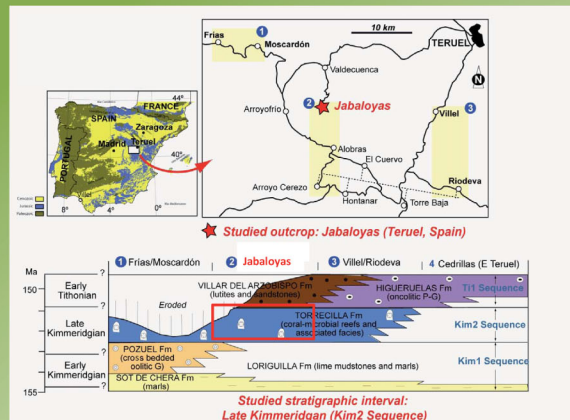 1
10 km
Frías
Moscardón
TERUEL
Valdecuenca
N
Arroyofrío
2
Jabaloyas
Villel
3
Alobras
El Cuervo
Arroyo Cerezo
Hontanar
Torre Baja
Riodeva
44°
FRANCE
SPAIN
Zaragoza
Madrid
Teruel
40°
PORTUGAL
8°
4°
0°
Studied outcrop: Jabaloyas (Teruel, Spain)
Ma
1 Frías/Moscardón
2 Jabaloyas
3 Villel/Riodeva
4 Cedrillas (E Teruel)
150
Early
Tithonian
VILLAR DEL ARZOBISPO Fm
(lutites and sandstones)
HIGUERUELAS Fm
(oncolitic P-G)
Ti1 Sequence
Eroded
Late
Kimmeridgian
TORRECILLA Fm
(coral-microbial reefs and
associated facies)
Kim2 Sequence
POZUEL Fm
(cross bedded
oolitic G)
Early
Kimmeridgian
LORIGUILLA Fm (lime mudstones and marls)
Kim1 Sequence
SOT DE CHERA Fm
(marls)
155
Studied stratigraphic interval:
Late Kimmeridgan (Kim2 Sequence)